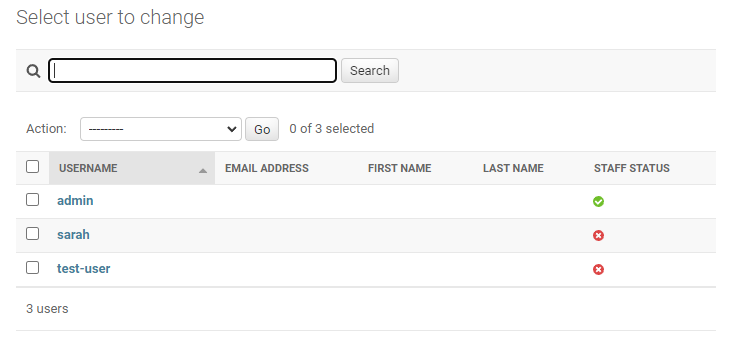 Select user to change
Search
Action: --------- Go 0 of 3 selected
USERNAME EMAIL ADDRESS FIRST NAME LAST NAME STAFF STATUS
admin
sarah
test-user
3 users